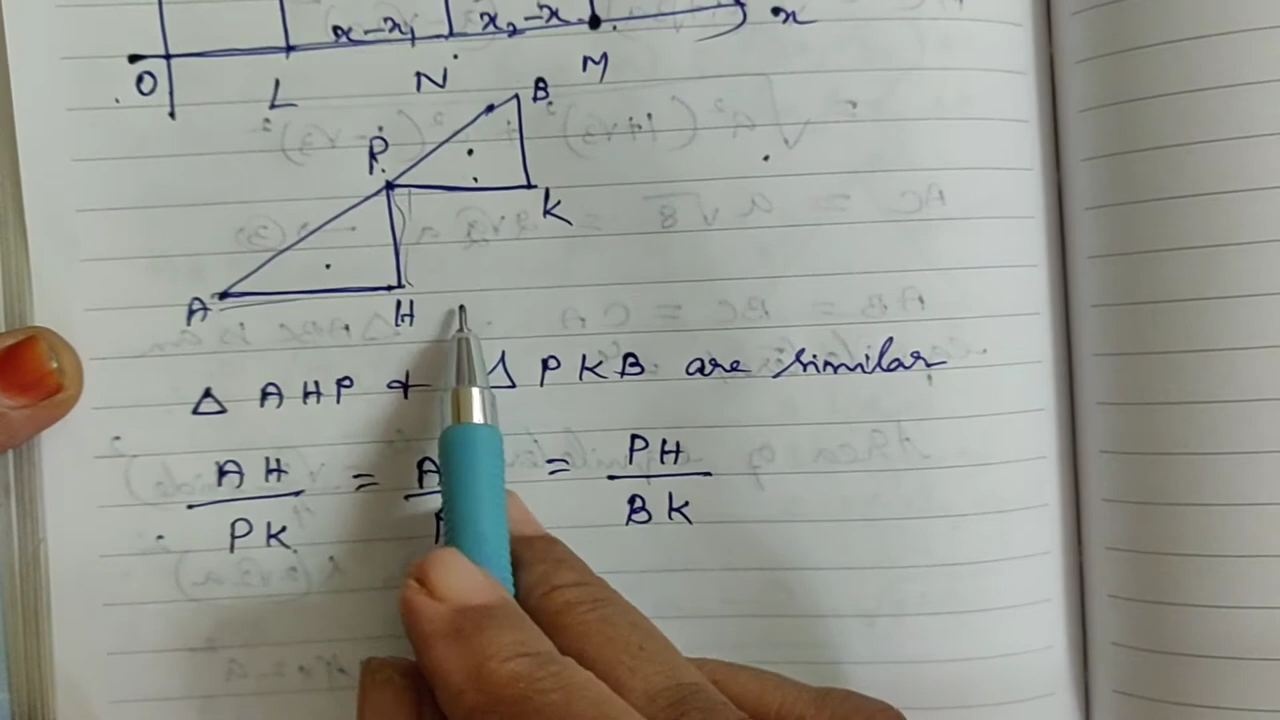 x-x₁ x₂-x x
O L N M
B
P
K
A H
Δ AHP & Δ PKB are similar
AH/PK = A = PH/BK